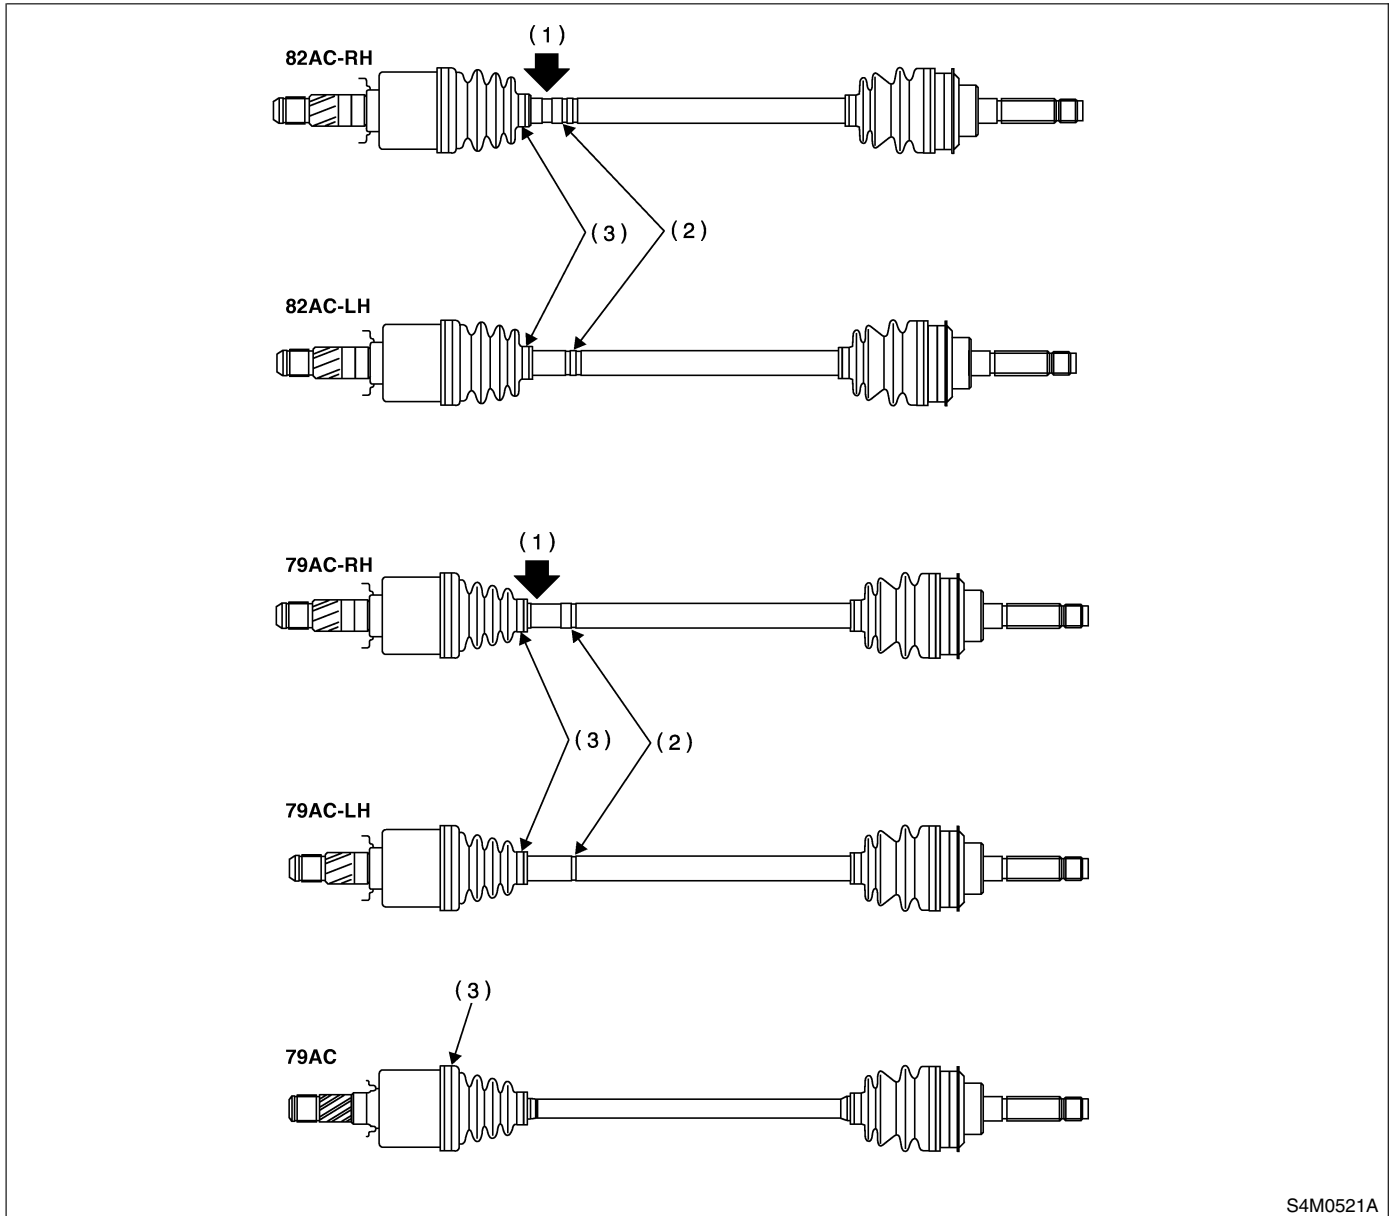 ( 1 )
82AC-RH
( 3 )
( 2 )
82AC-LH
( 1 )
79AC-RH
( 3 )
( 2 )
79AC-LH
( 3 )
79AC
S4M0521A